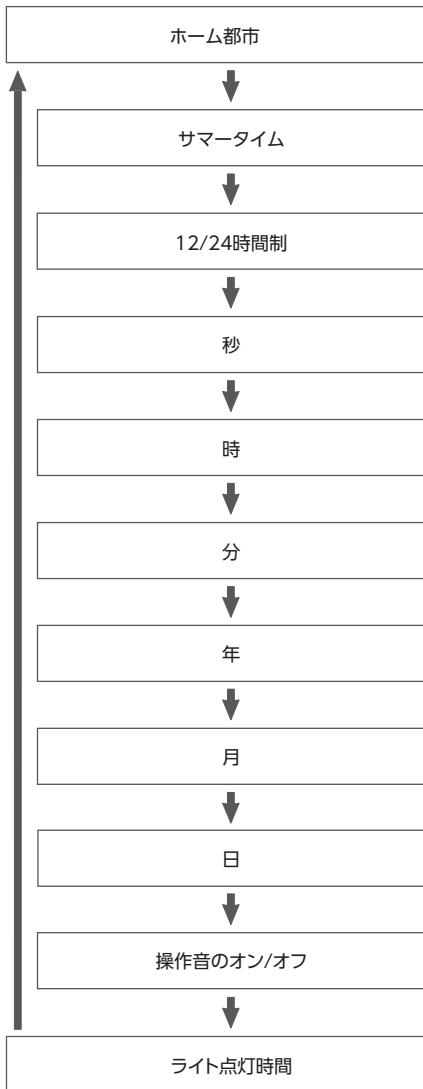 ホーム都市
サマータイム
12/24時間制
秒
時
分
年
月
日
操作音のオン/オフ
ライト点灯時間